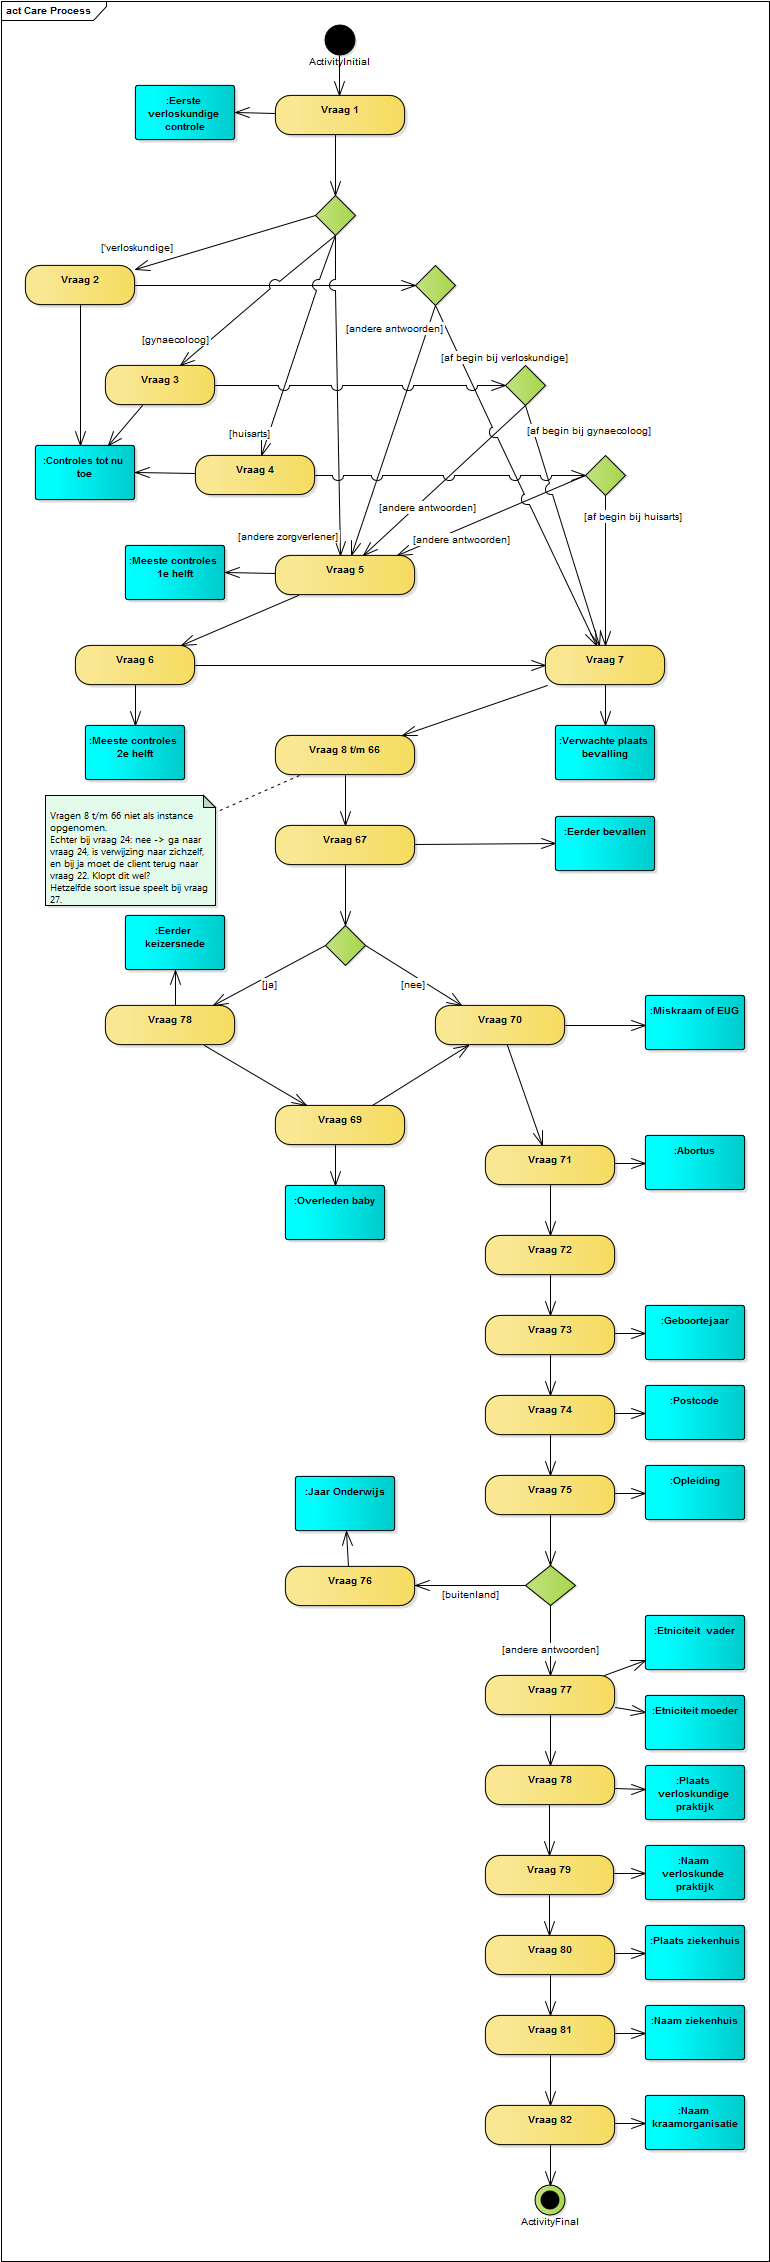 act Care Process
ActivityInitial
:Eerste
verloskundige
controle
Vraag 1
['verloskundige]
Vraag 2
[andere antwoorden]
[gynaecoloog]
[af begin bij verloskundige]
Vraag 3
[huisarts]
[af begin bij gynaecoloog]
:Controles tot nu
toe
Vraag 4
[andere antwoorden]
[af begin bij huisarts]
[andere zorgverlener]
[andere antwoorden]
:Meeste controles
1e helft
Vraag 5
Vraag 6
Vraag 7
:Meeste controles
2e helft
Vraag 8 t/m 66
:Verwachte plaats
bevalling
Vragen 8 t/m 66 niet als instance
opgenomen.
Echter bij vraag 24: nee -> ga naar
vraag 24, is verwijzing naar zichzelf,
en bij ja moet de client terug naar
vraag 22. Klopt dit wel?
Hetzelfde soort issue speelt bij vraag
27.
Vraag 67
:Eerder bevallen
:Eerder
keizersnede
[ja]
[nee]
Vraag 78
Vraag 70
:Miskraam of EUG
Vraag 69
:Overleden baby
Vraag 71
:Abortus
Vraag 72
Vraag 73
:Geboortejaar
Vraag 74
:Postcode
Vraag 75
:Opleiding
:Jaar Onderwijs
Vraag 76
[buitenland]
[andere antwoorden]
:Etniciteit  vader
Vraag 77
:Etniciteit moeder
Vraag 78
:Plaats
verloskundige
praktijk
Vraag 79
:Naam
verloskunde
praktijk
Vraag 80
:Plaats ziekenhuis
Vraag 81
:Naam ziekenhuis
Vraag 82
:Naam
kraamorganisatie
ActivityFinal